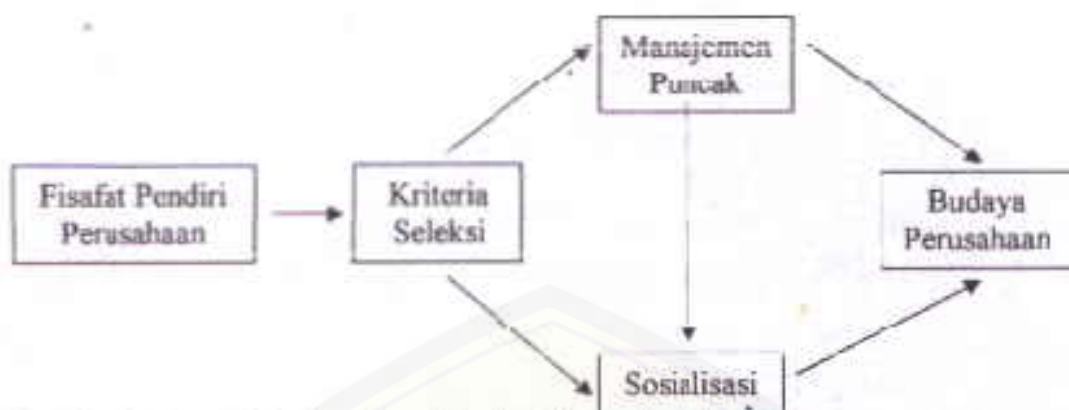 Manajemen
Puncak
Fisafat Pendiri
Perusahaan
Kriteria
Seleksi
Budaya
Perusahaan
Sosialisasi